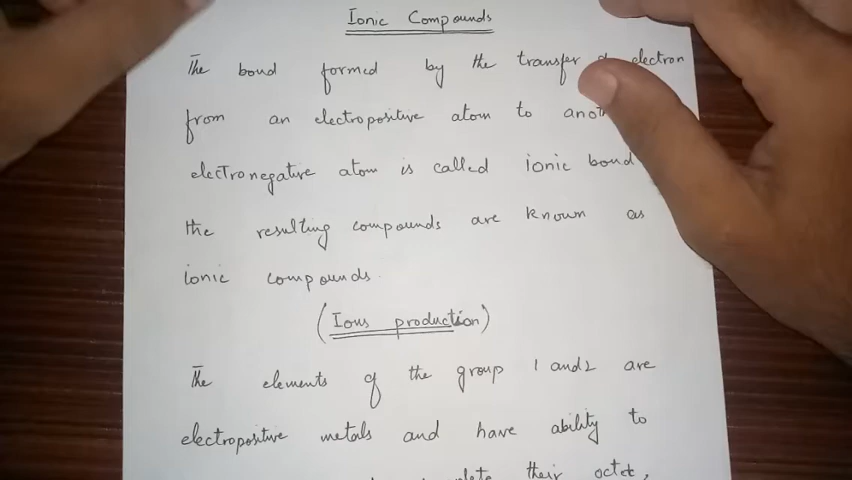 Ionic Compounds
The bond formed by the transfer electron
from an electropositive atom to
electronegative atom is called ionic bond
the resulting compounds are known as
ionic compounds.
(Ions production)
The elements of the group 1 and 2 are
electropositive metals and have ability to
their octet,